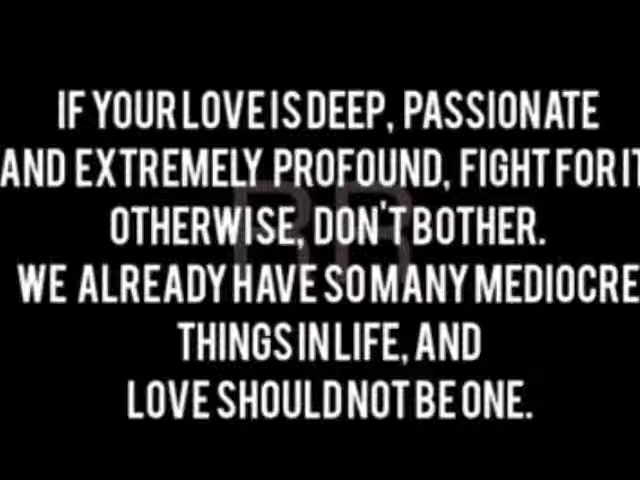 IF YOUR LOVE IS DEEP, PASSIONATE
AND EXTREMELY PROFOUND, FIGHT FOR IT
OTHERWISE, DON'T BOTHER.
WE ALREADY HAVE SO MANY MEDIOCRE
THINGS IN LIFE, AND
LOVE SHOULD NOT BE ONE.